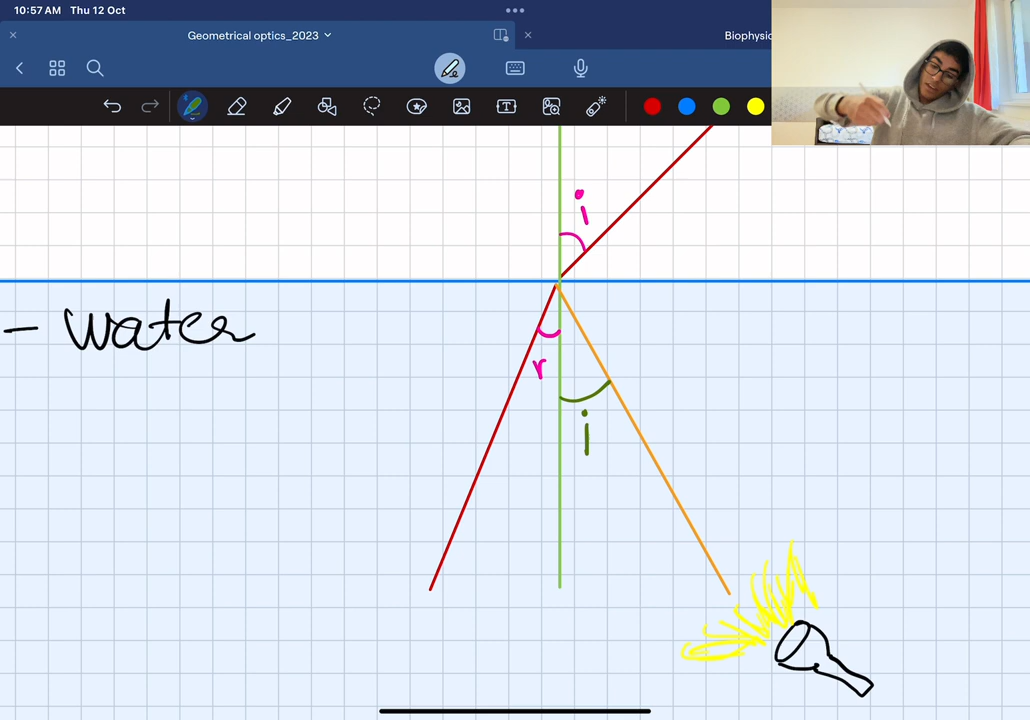 10:57 AM Thu 12 Oct
Geometrical optics_2023
Biophysic
i
- water
r
i